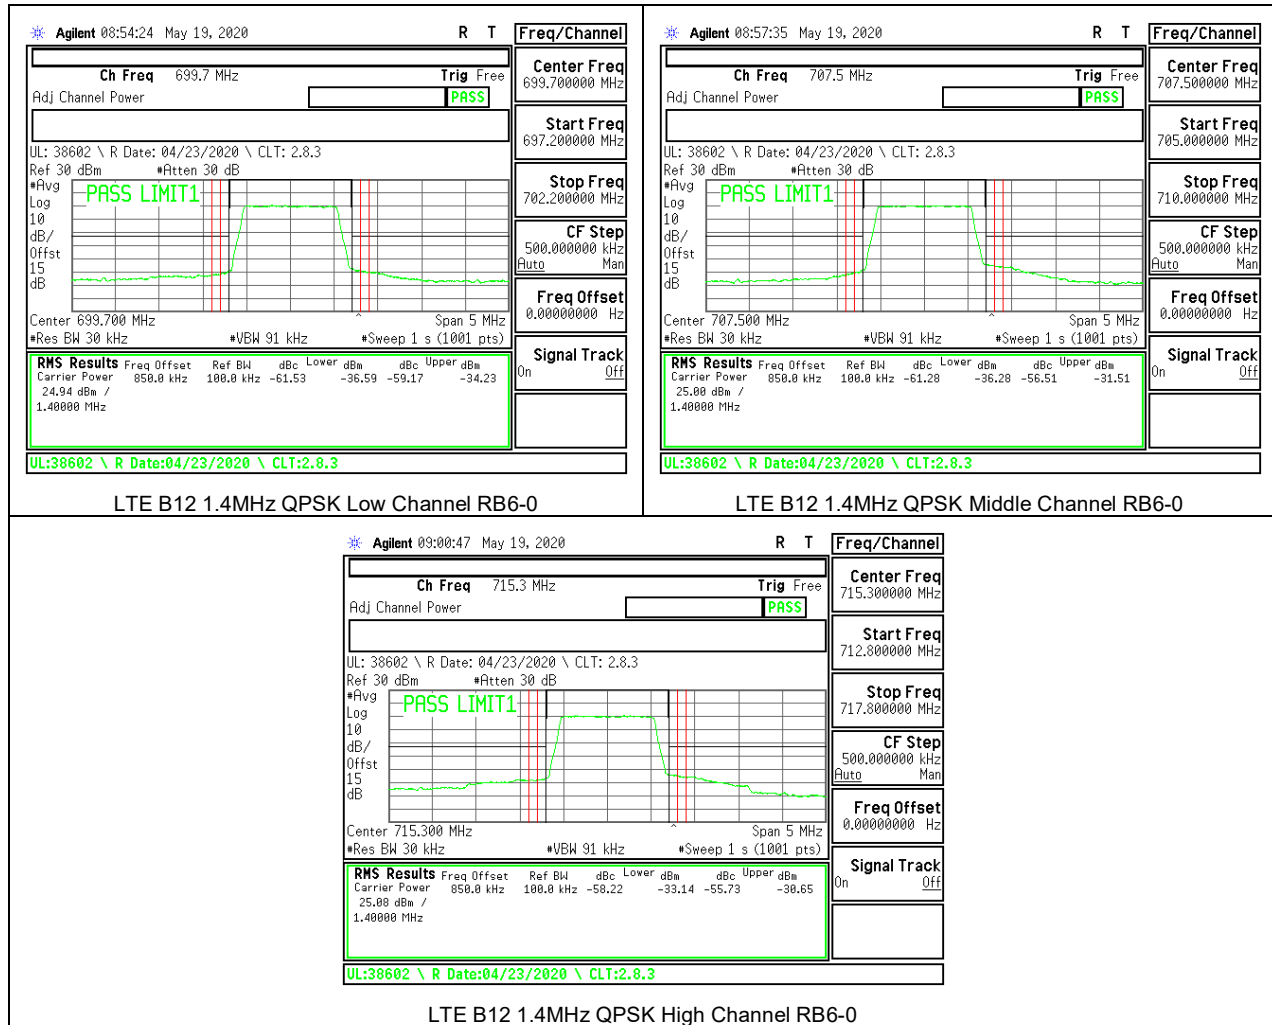 Agilent 08:54:24 May 19, 2020 R T
Freq/Channel
Ch Freq 699.7 MHz Trig Free
Adj Channel Power PASS
UL: 38602 \ R Date: 04/23/2020 \ CLT: 2.8.3
Ref 30 dBm #Atten 30 dB
#Avg
Log
10
dB/
Offst
15
dB
PASS LIMIT1
Center 699.700 MHz Span 5 MHz
#Res BW 30 kHz #VBW 91 kHz #Sweep 1 s (1001 pts)
RMS Results Freq Offset Ref BW dBc Lower dBm dBc Upper dBm
Carrier Power 850.0 kHz 100.0 kHz -61.53 -36.59 -59.17 -34.23
24.94 dBm /
1.40000 MHz
UL:38602 \ R Date:04/23/2020 \ CLT:2.8.3
Center Freq
699.700000 MHz
Start Freq
697.200000 MHz
Stop Freq
702.200000 MHz
CF Step
500.000000 kHz
Auto Man
Freq Offset
0.00000000 Hz
Signal Track
On Off
LTE B12 1.4MHz QPSK Low Channel RB6-0
Agilent 08:57:35 May 19, 2020 R T
Freq/Channel
Ch Freq 707.5 MHz Trig Free
Adj Channel Power PASS
UL: 38602 \ R Date: 04/23/2020 \ CLT: 2.8.3
Ref 30 dBm #Atten 30 dB
#Avg
Log
10
dB/
Offst
15
dB
PASS LIMIT1
Center 707.500 MHz Span 5 MHz
#Res BW 30 kHz #VBW 91 kHz #Sweep 1 s (1001 pts)
RMS Results Freq Offset Ref BW dBc Lower dBm dBc Upper dBm
Carrier Power 850.0 kHz 100.0 kHz -61.28 -36.28 -56.51 -31.51
25.00 dBm /
1.40000 MHz
UL:38602 \ R Date:04/23/2020 \ CLT:2.8.3
Center Freq
707.500000 MHz
Start Freq
705.000000 MHz
Stop Freq
710.000000 MHz
CF Step
500.000000 kHz
Auto Man
Freq Offset
0.00000000 Hz
Signal Track
On Off
LTE B12 1.4MHz QPSK Middle Channel RB6-0
Agilent 09:00:47 May 19, 2020 R T
Freq/Channel
Ch Freq 715.3 MHz Trig Free
Adj Channel Power PASS
UL: 38602 \ R Date: 04/23/2020 \ CLT: 2.8.3
Ref 30 dBm #Atten 30 dB
#Avg
Log
10
dB/
Offst
15
dB
PASS LIMIT1
Center 715.300 MHz Span 5 MHz
#Res BW 30 kHz #VBW 91 kHz #Sweep 1 s (1001 pts)
RMS Results Freq Offset Ref BW dBc Lower dBm dBc Upper dBm
Carrier Power 850.0 kHz 100.0 kHz -58.22 -33.14 -55.73 -30.65
25.08 dBm /
1.40000 MHz
UL:38602 \ R Date:04/23/2020 \ CLT:2.8.3
Center Freq
715.300000 MHz
Start Freq
712.800000 MHz
Stop Freq
717.800000 MHz
CF Step
500.000000 kHz
Auto Man
Freq Offset
0.00000000 Hz
Signal Track
On Off
LTE B12 1.4MHz QPSK High Channel RB6-0